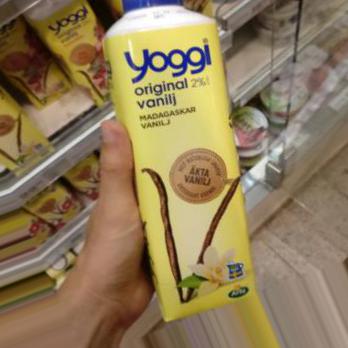 Yoggi
original 2%
vanilj
MADAGASKAR
VANILJ
ÄKTA
VANILJ
Arla